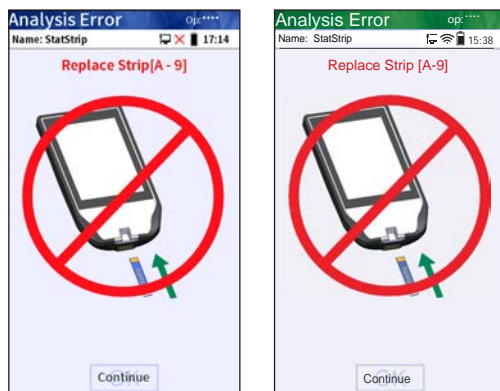 Analysis Error Op:****
Name: StatStrip 17:14
Replace Strip[A - 9]
Continue
Analysis Error op:****
Name: StatStrip 15:38
Replace Strip [A-9]
Continue